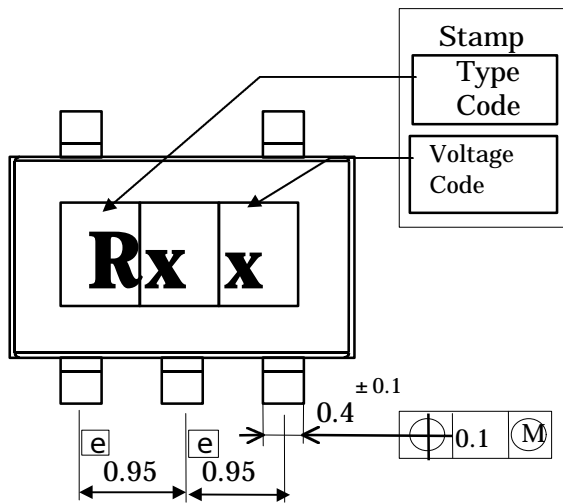 Stamp
Type
Code
Voltage
Code
Rx x
± 0.1
0.4
0.1 M
e e
0.95 0.95